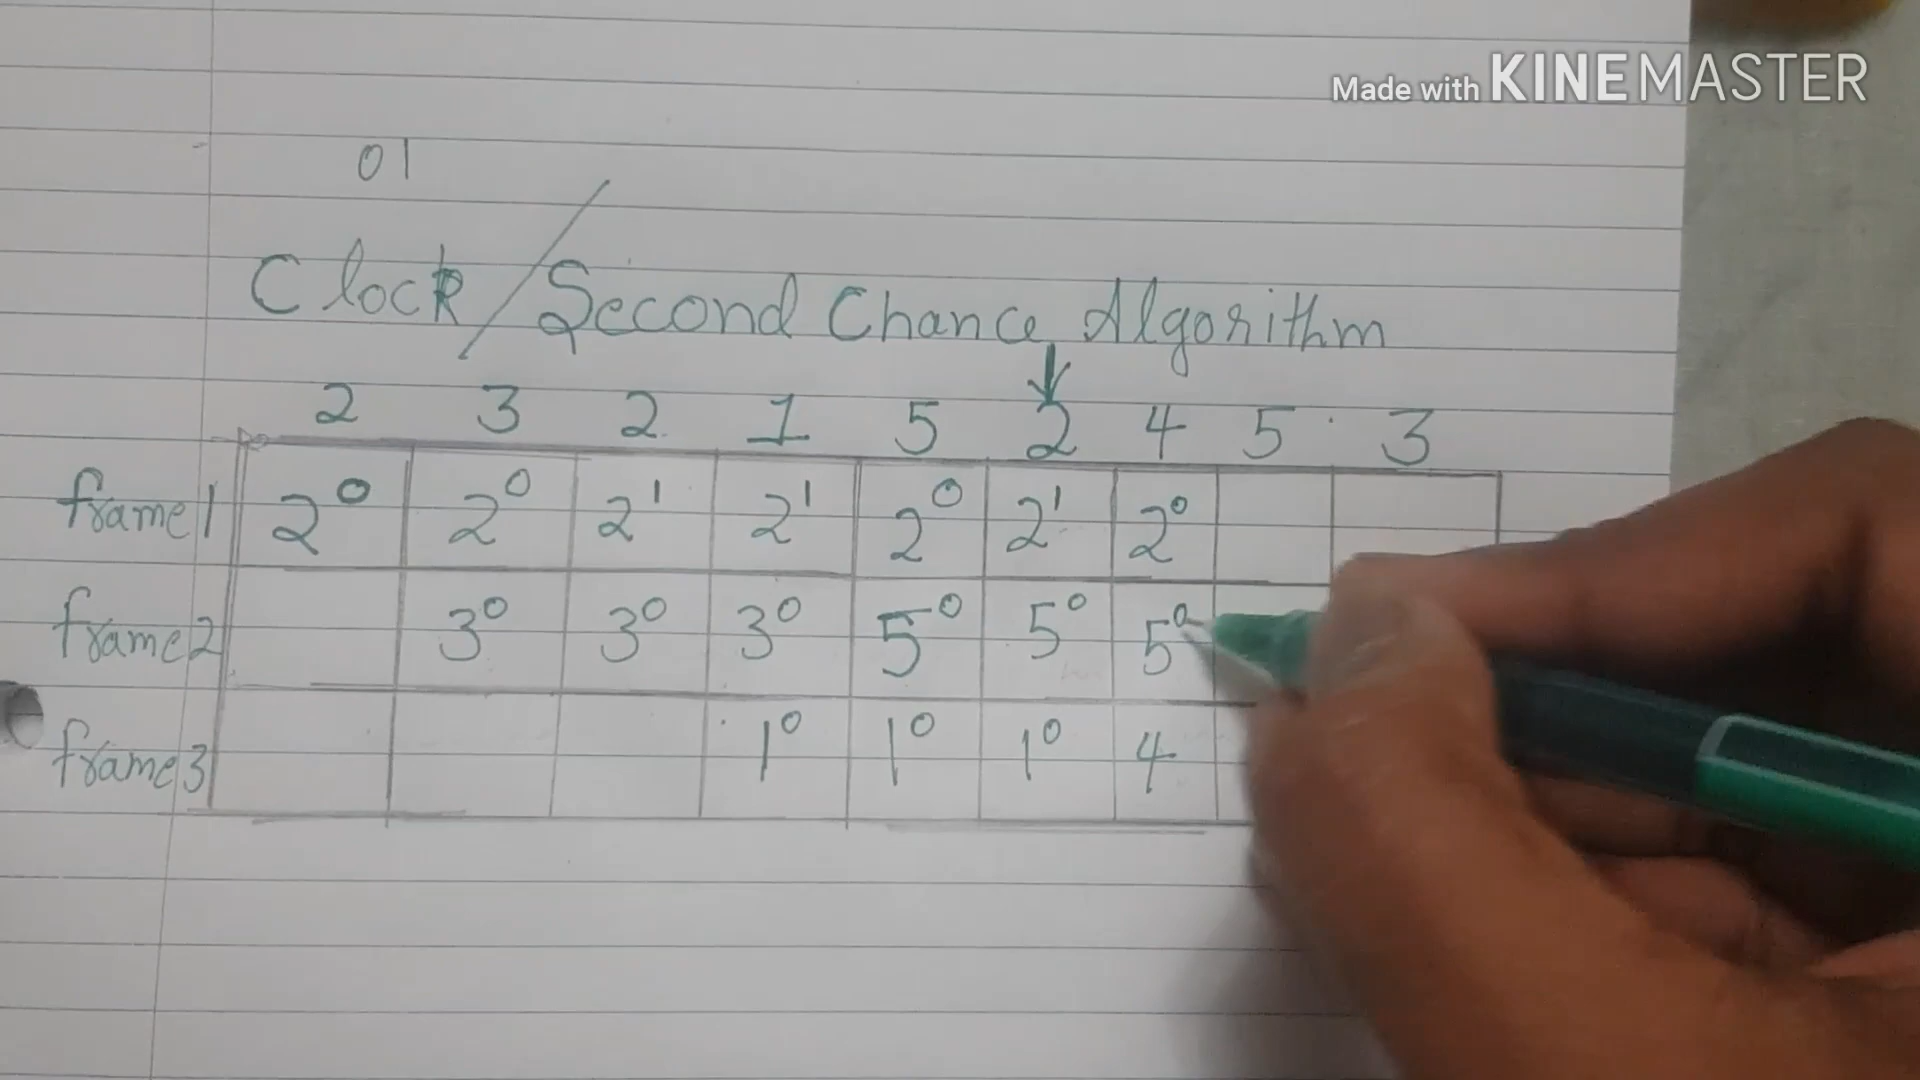 Made with KINEMASTER
01
Clock/Second Chance Algorithm
2 3 2 1 5 2 4 5 3
frame1 2⁰ 2⁰ 2¹ 2¹ 2⁰ 2¹ 2⁰
frame2 3⁰ 3⁰ 3⁰ 5⁰ 5⁰ 5⁰
frame3 1⁰ 1⁰ 1⁰ 4